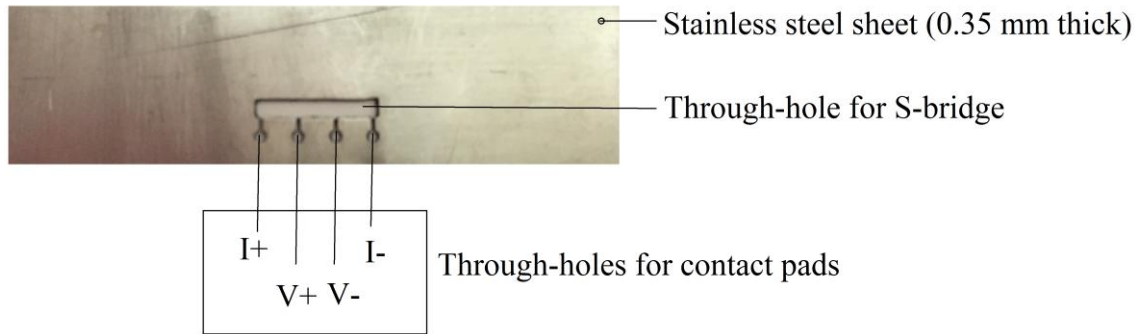 Stainless steel sheet (0.35 mm thick)
Through-hole for S-bridge
I+ I-
V+ V-
Through-holes for contact pads